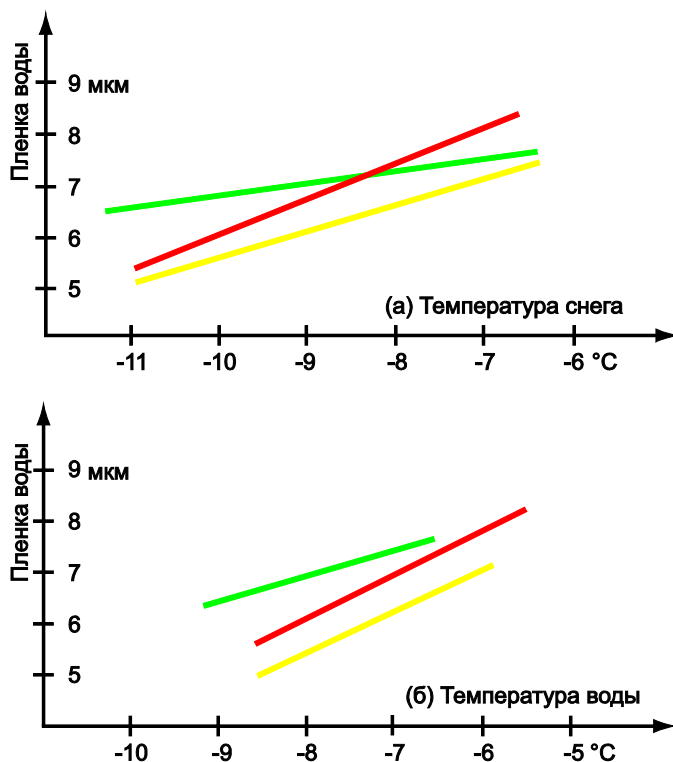 Пленка воды
9 мкм
8
7
6
5
(а) Температура снега
-11 -10 -9 -8 -7 -6 °C
Пленка воды
9 мкм
8
7
6
5
(б) Температура воды
-10 -9 -8 -7 -6 -5 °C